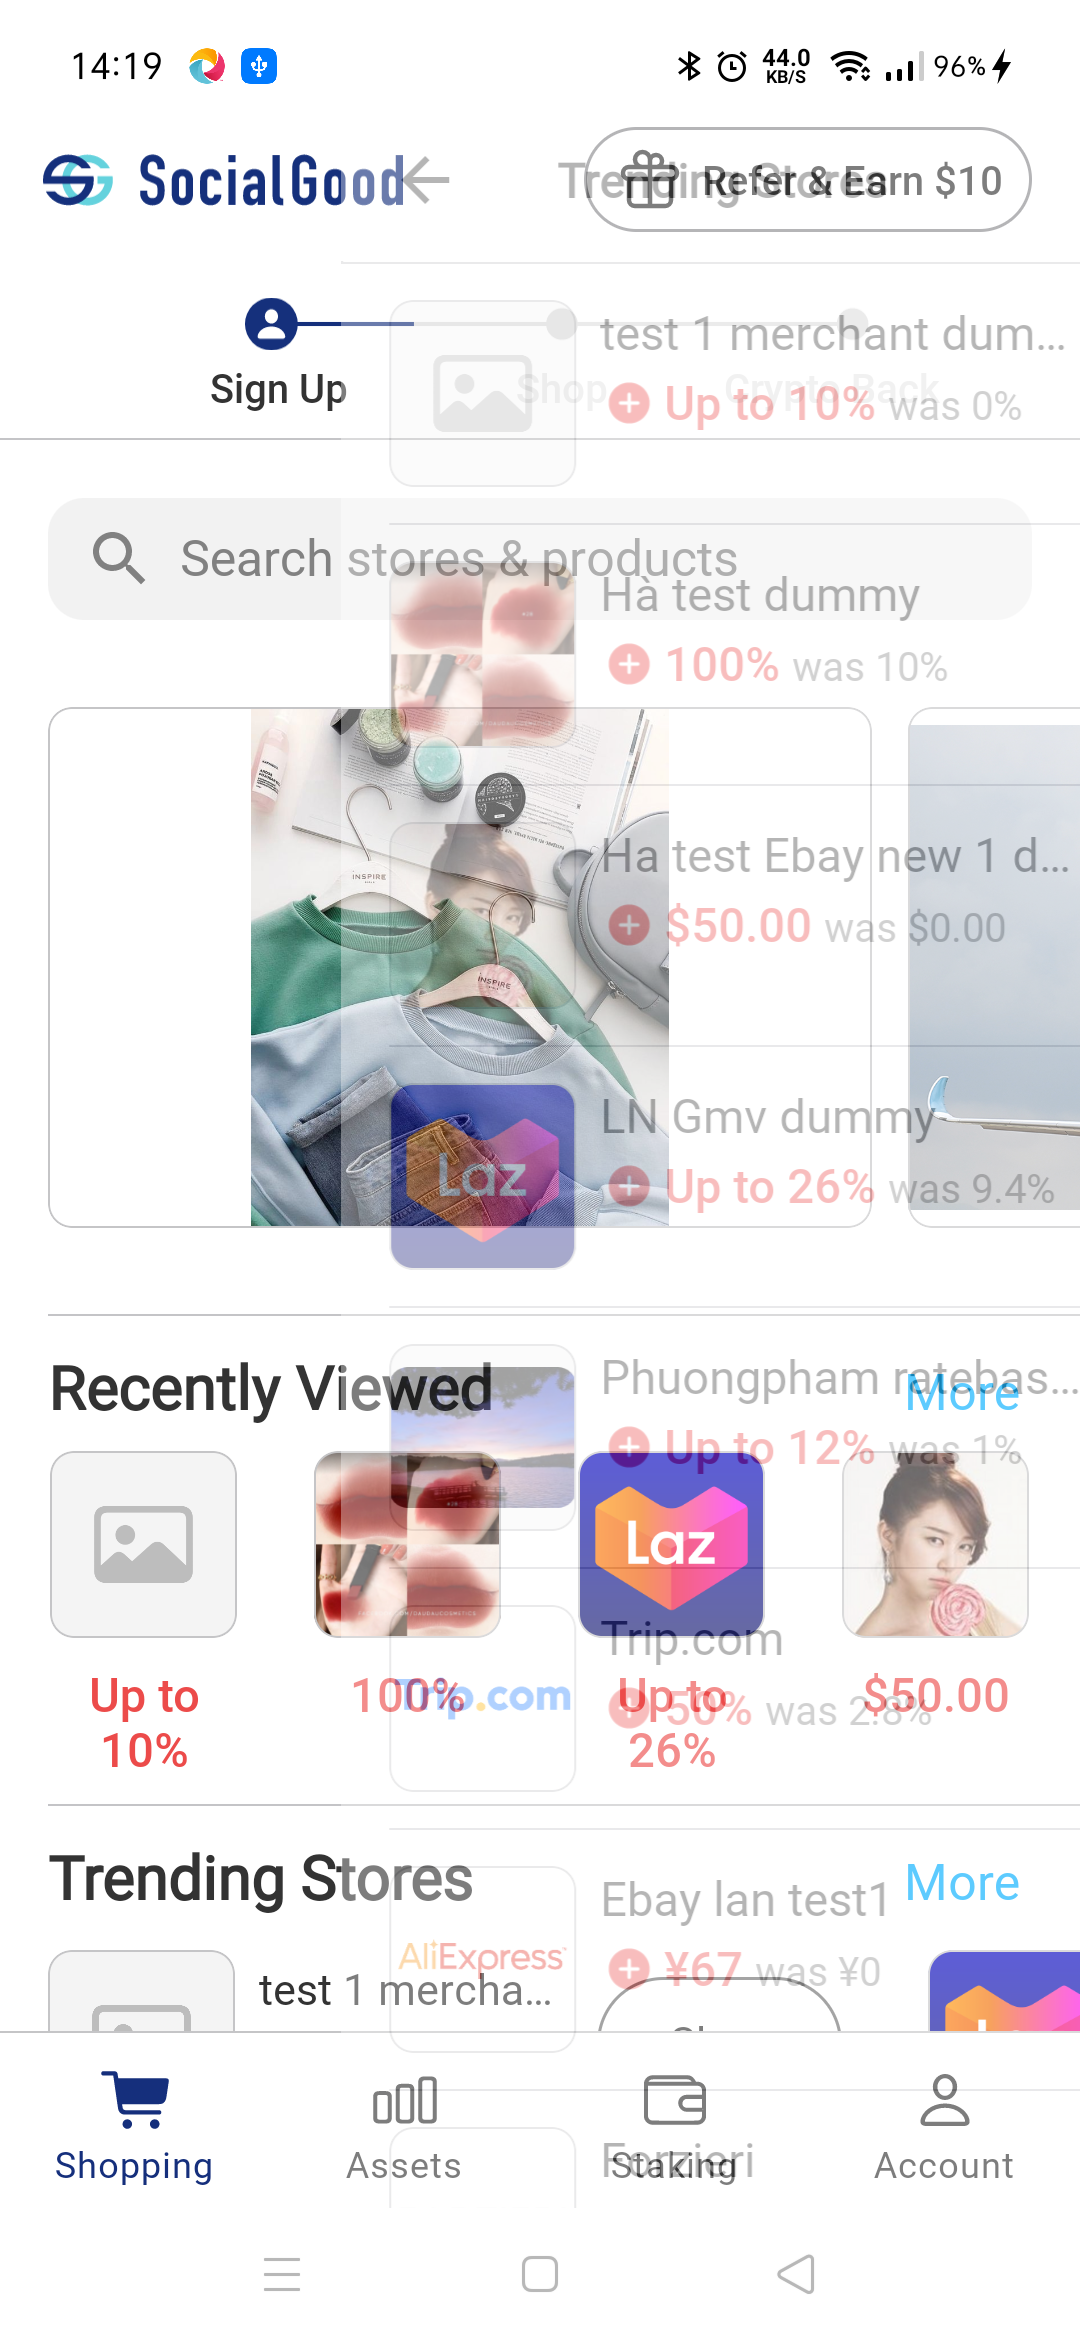 14:19
44.0
KB/S
96%
SocialGood
Trending Stores
Refer & Earn $10
Sign Up
Shop
Crypto Back
test 1 merchant dum...
Up to 10% was 0%
Search stores & products
Hà test dummy
100% was 10%
INSPIRE
Ha test Ebay new 1 d...
$50.00 was $0.00
INSPIRE
LN Gmv dummy
Up to 26% was 9.4%
Laz
Recently Viewed
More
Phuongpham ratebas...
Up to 12% was 1%
Laz
Trip.com
50% was 2.8%
Trip.com
Up to
10%
100%
Up to
26%
$50.00
Trending Stores
More
Ebay lan test1
¥67 was ¥0
AliExpress
test 1 mercha...
Forzieri
Shopping
Assets
Staking
Account